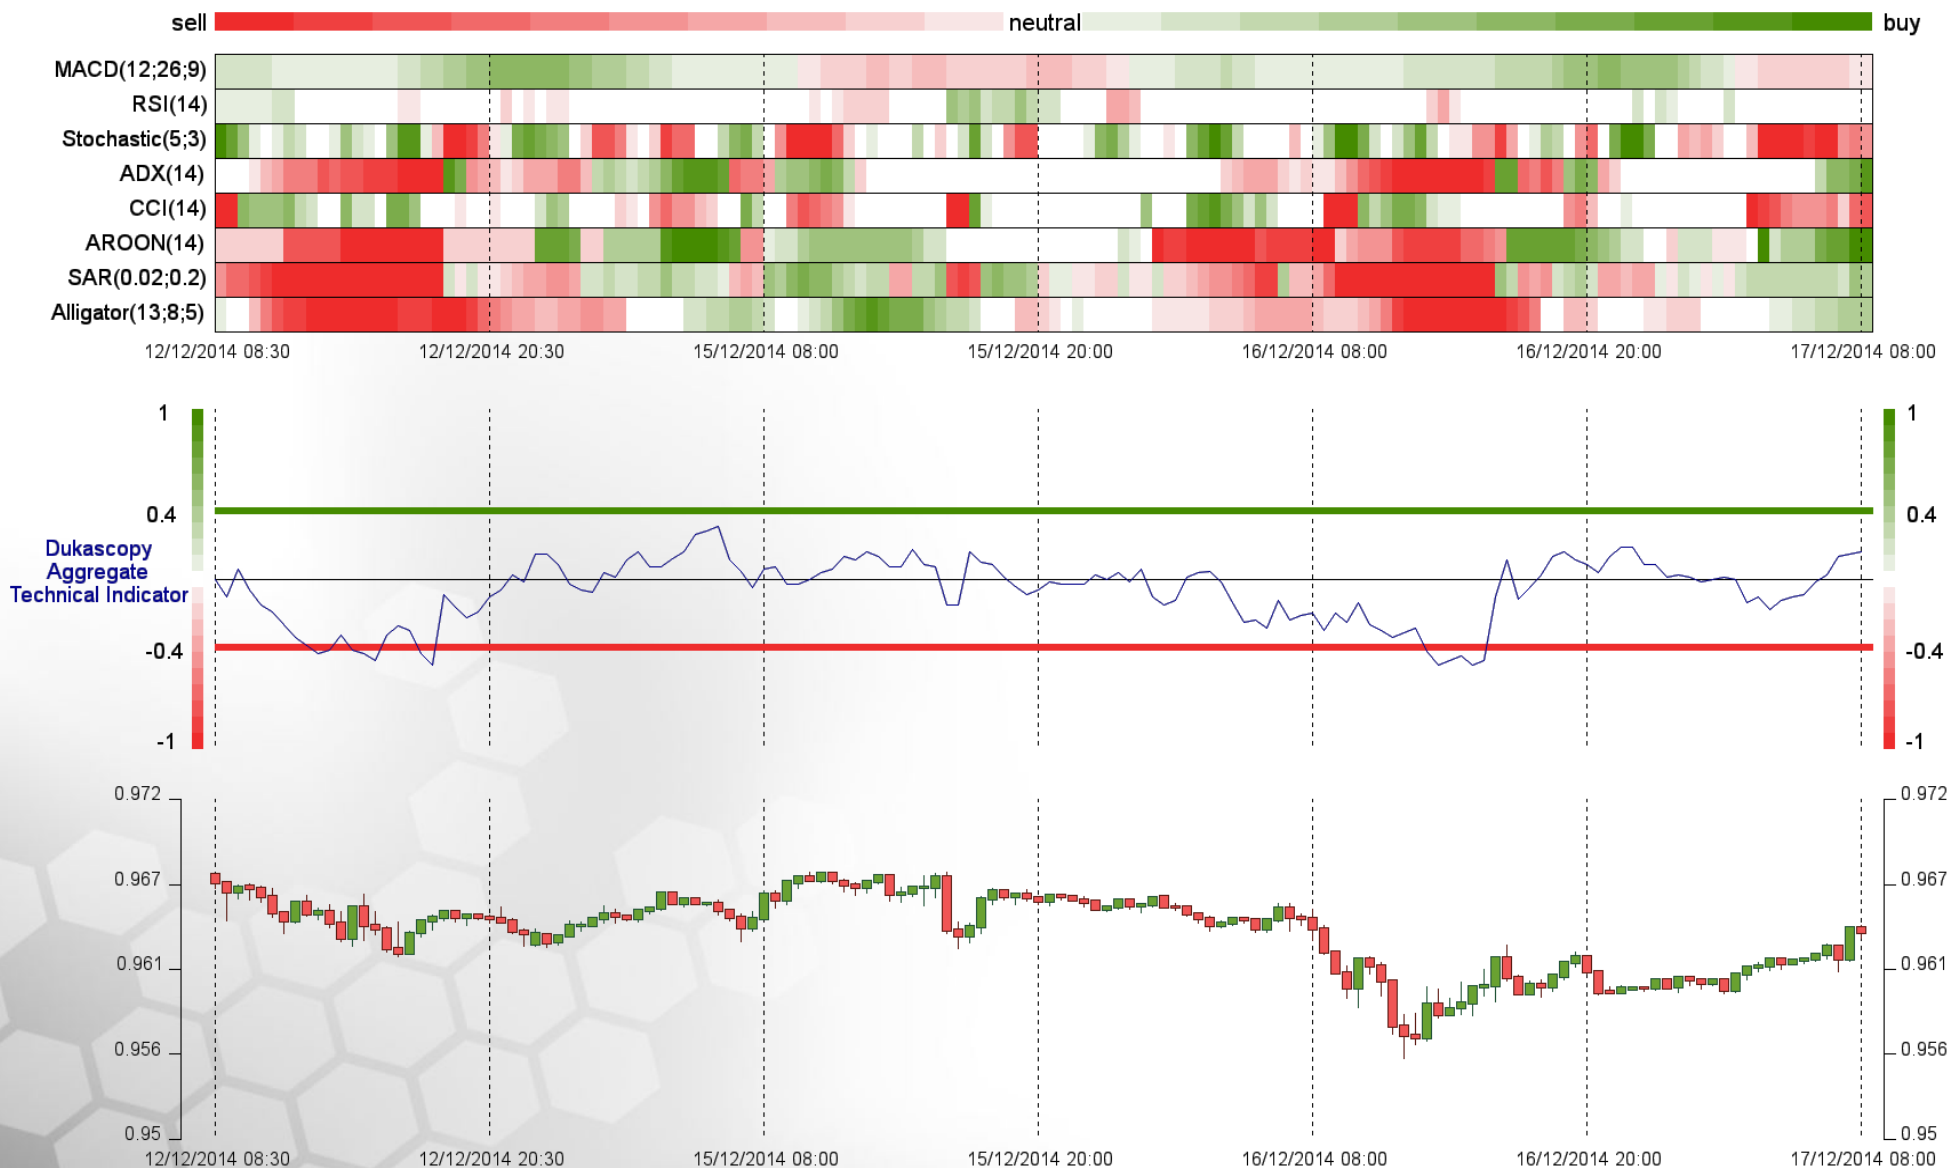 sell neutral buy
MACD(12;26;9)
RSI(14)
Stochastic(5;3)
ADX(14)
CCI(14)
AROON(14)
SAR(0.02;0.2)
Alligator(13;8;5)
12/12/2014 08:30 12/12/2014 20:30 15/12/2014 08:00 15/12/2014 20:00 16/12/2014 08:00 16/12/2014 20:00 17/12/2014 08:00
1 1
0.4 0.4
Dukascopy
Aggregate
Technical Indicator
-0.4 -0.4
-1 -1
0.972 0.972
0.967 0.967
0.961 0.961
0.956 0.956
0.95 0.95
12/12/2014 08:30 12/12/2014 20:30 15/12/2014 08:00 15/12/2014 20:00 16/12/2014 08:00 16/12/2014 20:00 17/12/2014 08:00